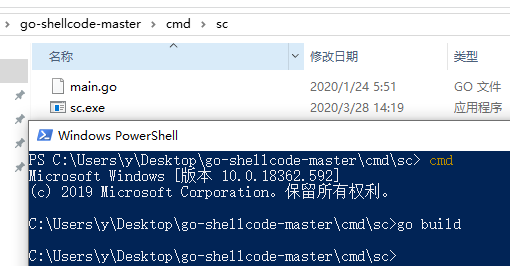 go-shellcode-master › cmd › sc
名称 修改日期 类型
main.go 2020/1/24 5:51 GO 文件
sc.exe 2020/3/28 14:19 应用程序
Windows PowerShell
PS C:\Users\y\Desktop\go-shellcode-master\cmd\sc> cmd
Microsoft Windows [版本 10.0.18362.592]
(c) 2019 Microsoft Corporation。保留所有权利。
C:\Users\y\Desktop\go-shellcode-master\cmd\sc>go build
C:\Users\y\Desktop\go-shellcode-master\cmd\sc>